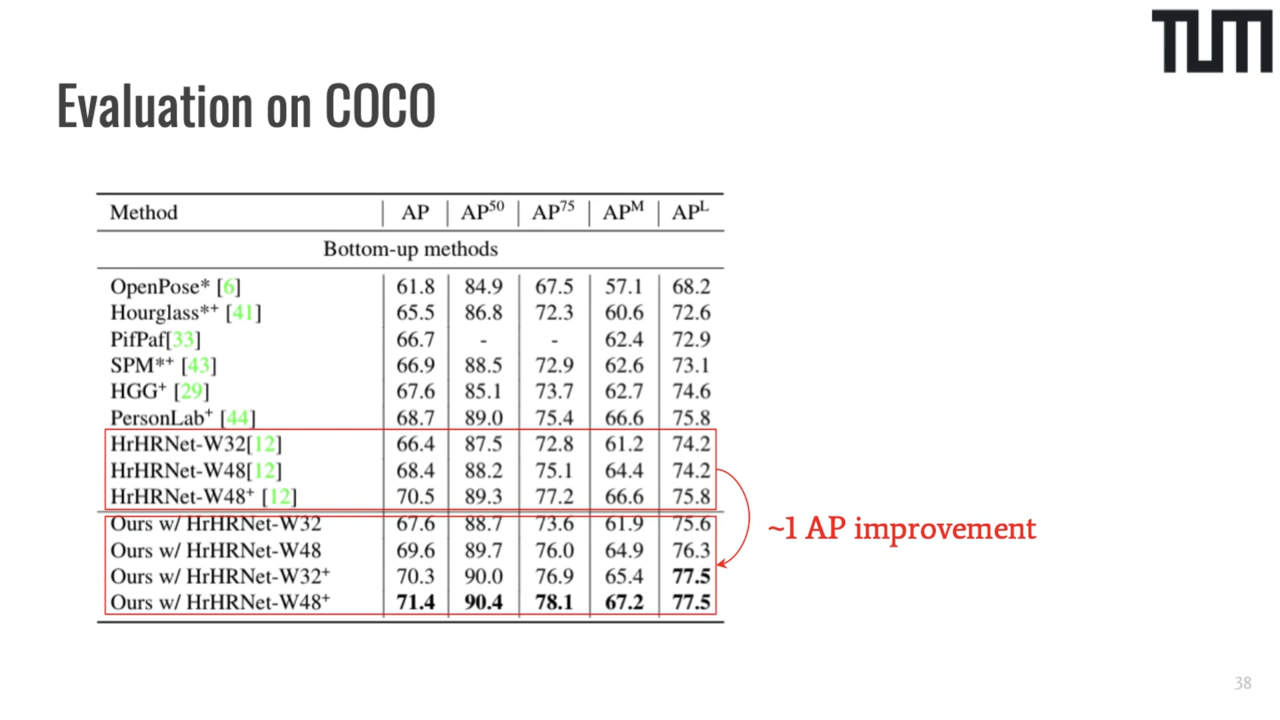 TUM
Evaluation on COCO
Method | AP | AP50 | AP75 | APM | APL
Bottom-up methods
OpenPose* [6] 61.8 84.9 67.5 57.1 68.2
Hourglass*+ [41] 65.5 86.8 72.3 60.6 72.6
PifPaf[33] 66.7 - - 62.4 72.9
SPM*+ [43] 66.9 88.5 72.9 62.6 73.1
HGG+ [29] 67.6 85.1 73.7 62.7 74.6
PersonLab+ [44] 68.7 89.0 75.4 66.6 75.8
HrHRNet-W32[12] 66.4 87.5 72.8 61.2 74.2
HrHRNet-W48[12] 68.4 88.2 75.1 64.4 74.2
HrHRNet-W48+ [12] 70.5 89.3 77.2 66.6 75.8
Ours w/ HrHRNet-W32 67.6 88.7 73.6 61.9 75.6
Ours w/ HrHRNet-W48 69.6 89.7 76.0 64.9 76.3
Ours w/ HrHRNet-W32+ 70.3 90.0 76.9 65.4 77.5
Ours w/ HrHRNet-W48+ 71.4 90.4 78.1 67.2 77.5
~1 AP improvement
38